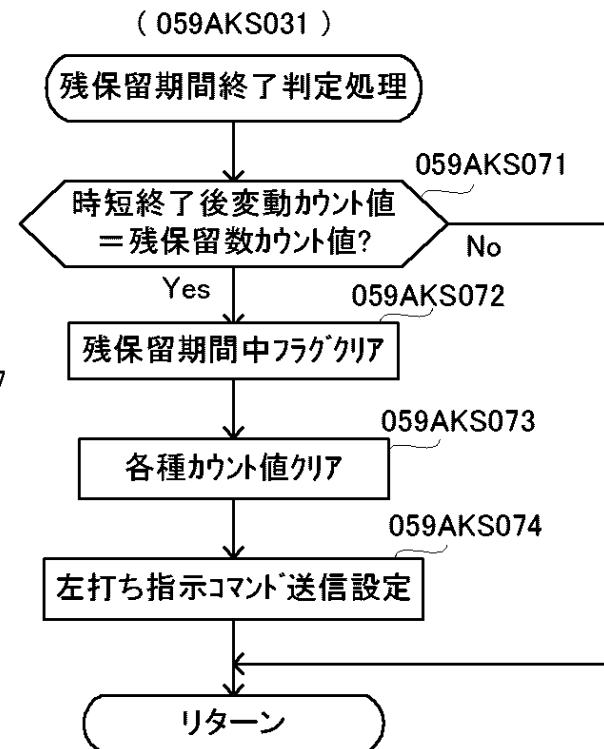 ( 059AKS031 )
残保留期間終了判定処理
059AKS071
時短終了後変動ｶｳﾝﾄ値
＝残保留数ｶｳﾝﾄ値?
No
Yes
059AKS072
残保留期間中ﾌﾗｸﾞｸﾘｱ
059AKS073
各種ｶｳﾝﾄ値ｸﾘｱ
059AKS074
左打ち指示ｺﾏﾝﾄﾞ送信設定
リターン